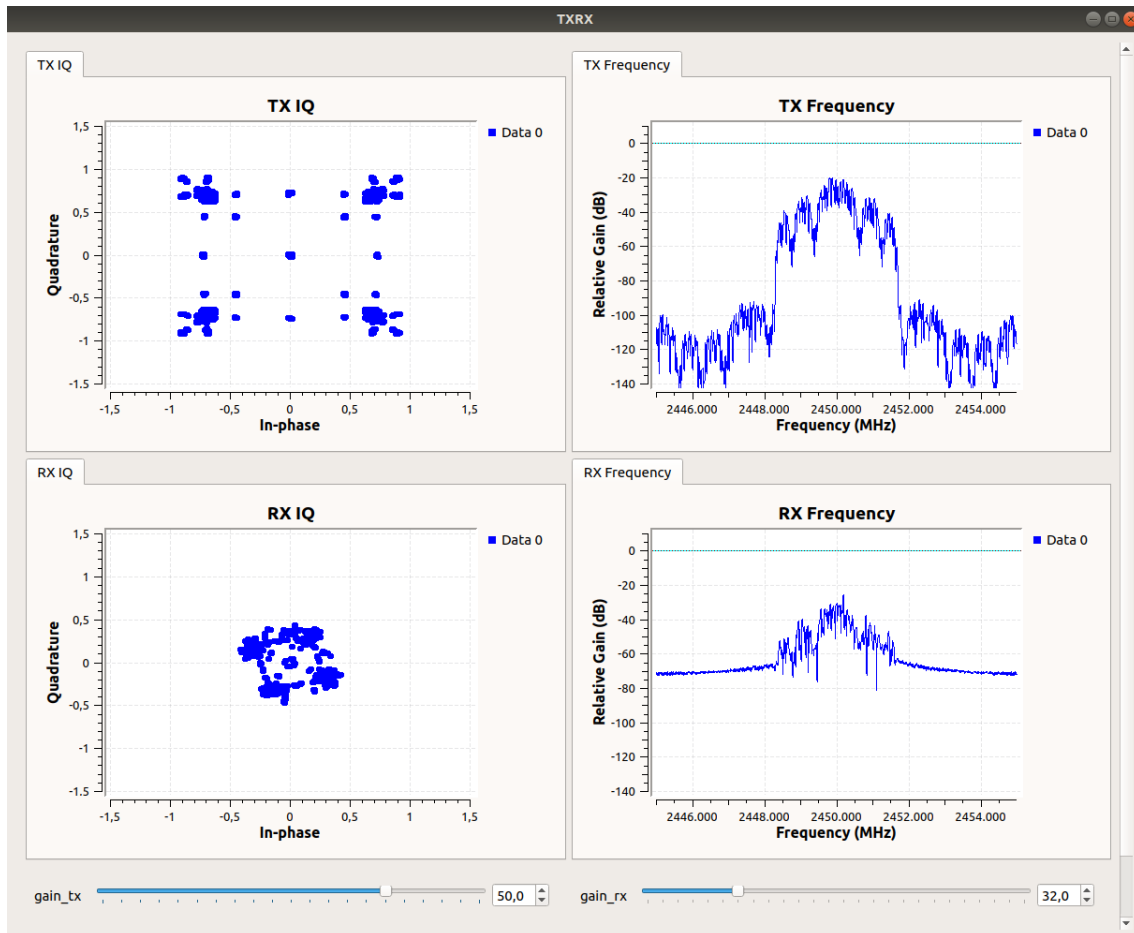 TXRX
TX IQ
TX Frequency
TX IQ
1,5
1
0,5
0
-0,5
-1
-1.5
Quadrature
-1,5
-1
-0,5
0
0,5
1
1,5
In-phase
Data 0
TX Frequency
0
-20
-40
-60
-80
-100
-120
-140
Relative Gain (dB)
2446.000
2448.000
2450.000
2452.000
2454.000
Frequency (MHz)
Data 0
RX IQ
RX Frequency
RX IQ
1,5
1
0,5
0
-0,5
-1
-1.5
Quadrature
-1,5
-1
-0,5
0
0,5
1
1,5
In-phase
Data 0
RX Frequency
0
-20
-40
-60
-80
-100
-120
-140
Relative Gain (dB)
2446.000
2448.000
2450.000
2452.000
2454.000
Frequency (MHz)
Data 0
gain_tx
50,0
gain_rx
32,0